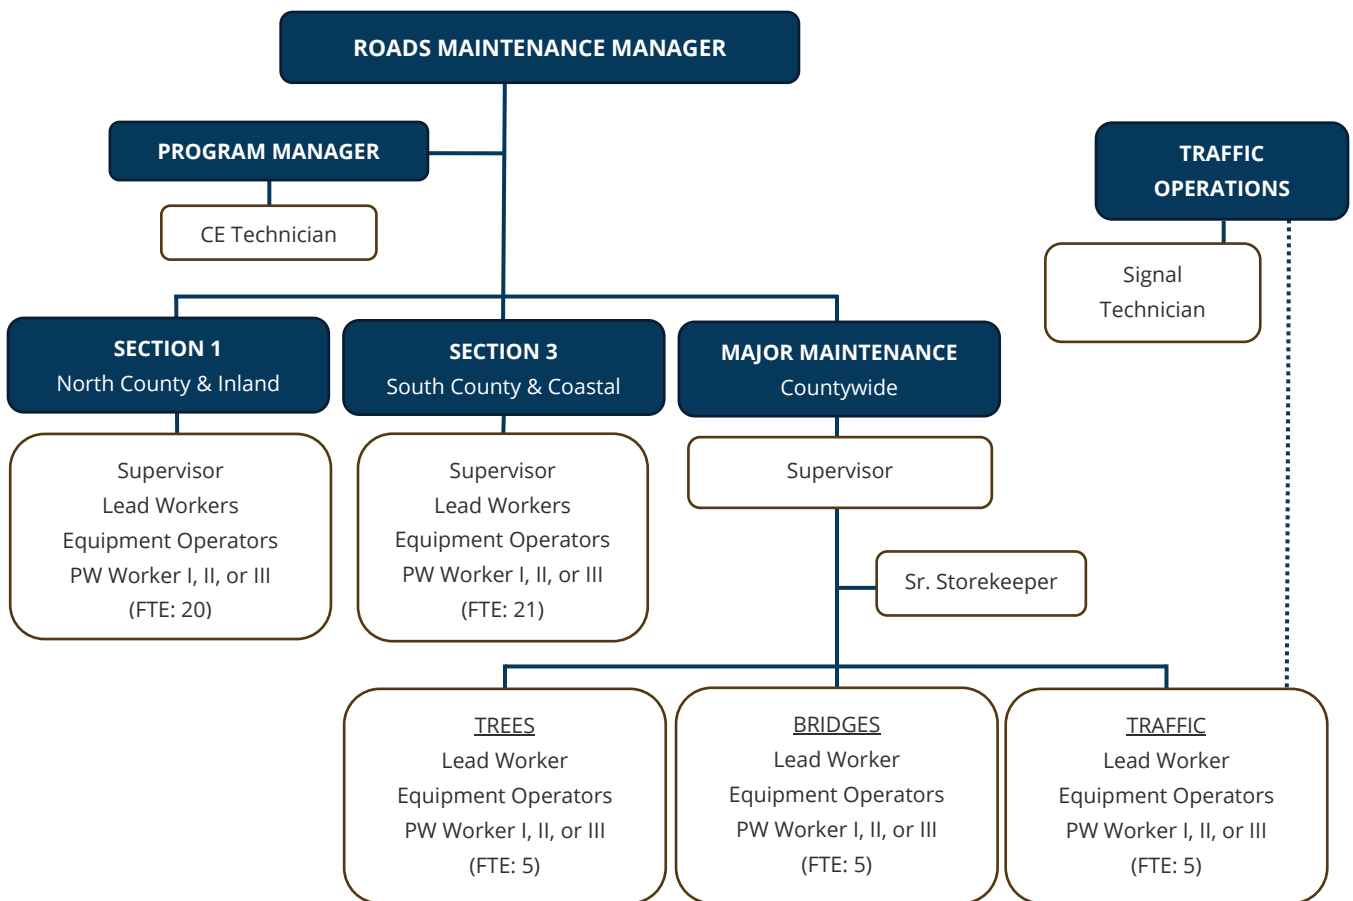 ROADS MAINTENANCE MANAGER
PROGRAM MANAGER
CE Technician
TRAFFIC
OPERATIONS
Signal
Technician
SECTION 1
North County & Inland
SECTION 3
South County & Coastal
MAJOR MAINTENANCE
Countywide
Supervisor
Lead Workers
Equipment Operators
PW Worker I, II, or III
(FTE: 20)
Supervisor
Lead Workers
Equipment Operators
PW Worker I, II, or III
(FTE: 21)
Supervisor
Sr. Storekeeper
TREES
Lead Worker
Equipment Operators
PW Worker I, II, or III
(FTE: 5)
BRIDGES
Lead Worker
Equipment Operators
PW Worker I, II, or III
(FTE: 5)
TRAFFIC
Lead Worker
Equipment Operators
PW Worker I, II, or III
(FTE: 5)